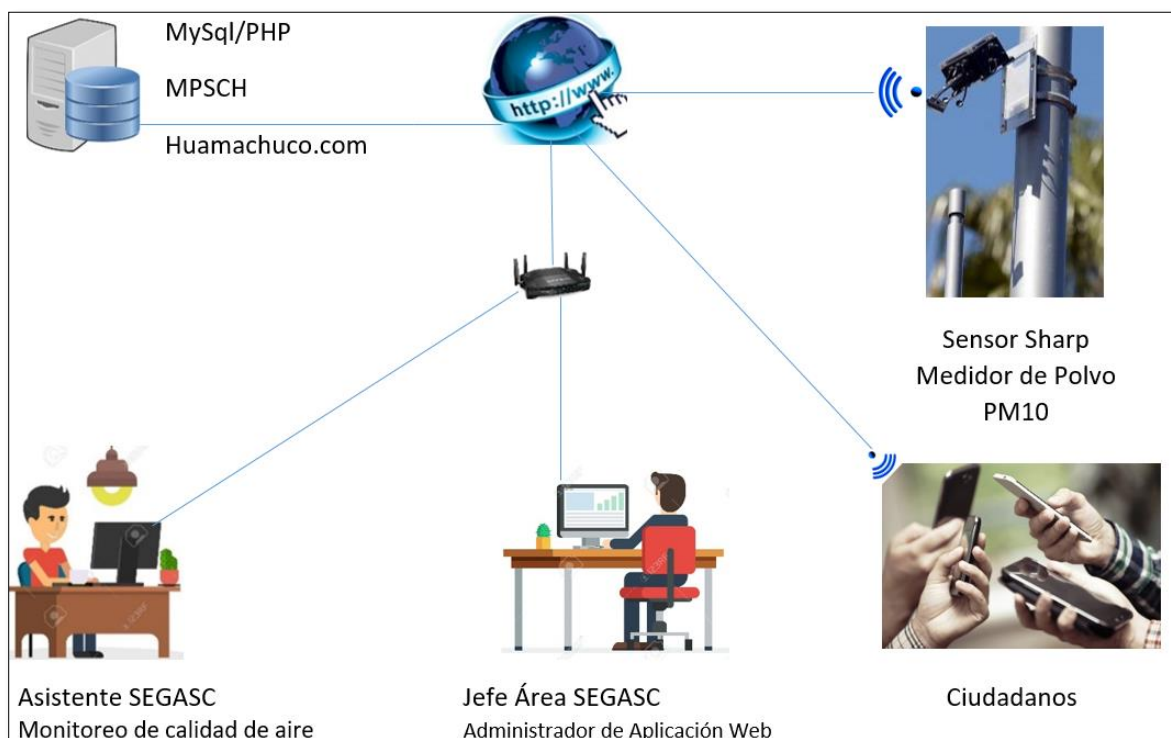 MySql/PHP
MPSCH
Huamachuco.com
http://www.
Sensor Sharp
Medidor de Polvo
PM10
Asistente SEGASC
Monitoreo de calidad de aire
Jefe Área SEGASC
Administrador de Aplicación Web
Ciudadanos